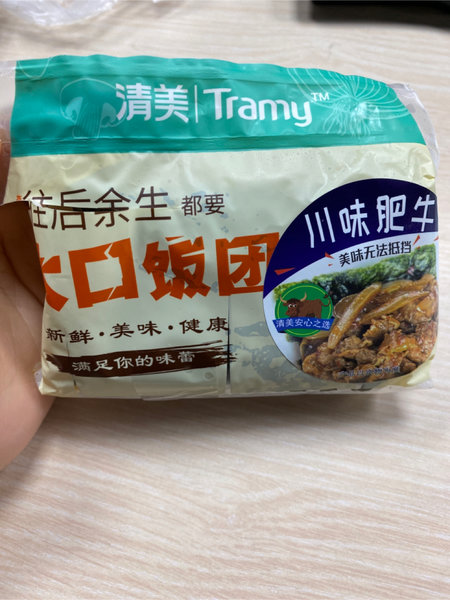 清美 Tramy™
往后余生 都要
大口饭团
新鲜·美味·健康
满足你的味蕾
川味肥牛
美味无法抵挡
清美安心之选